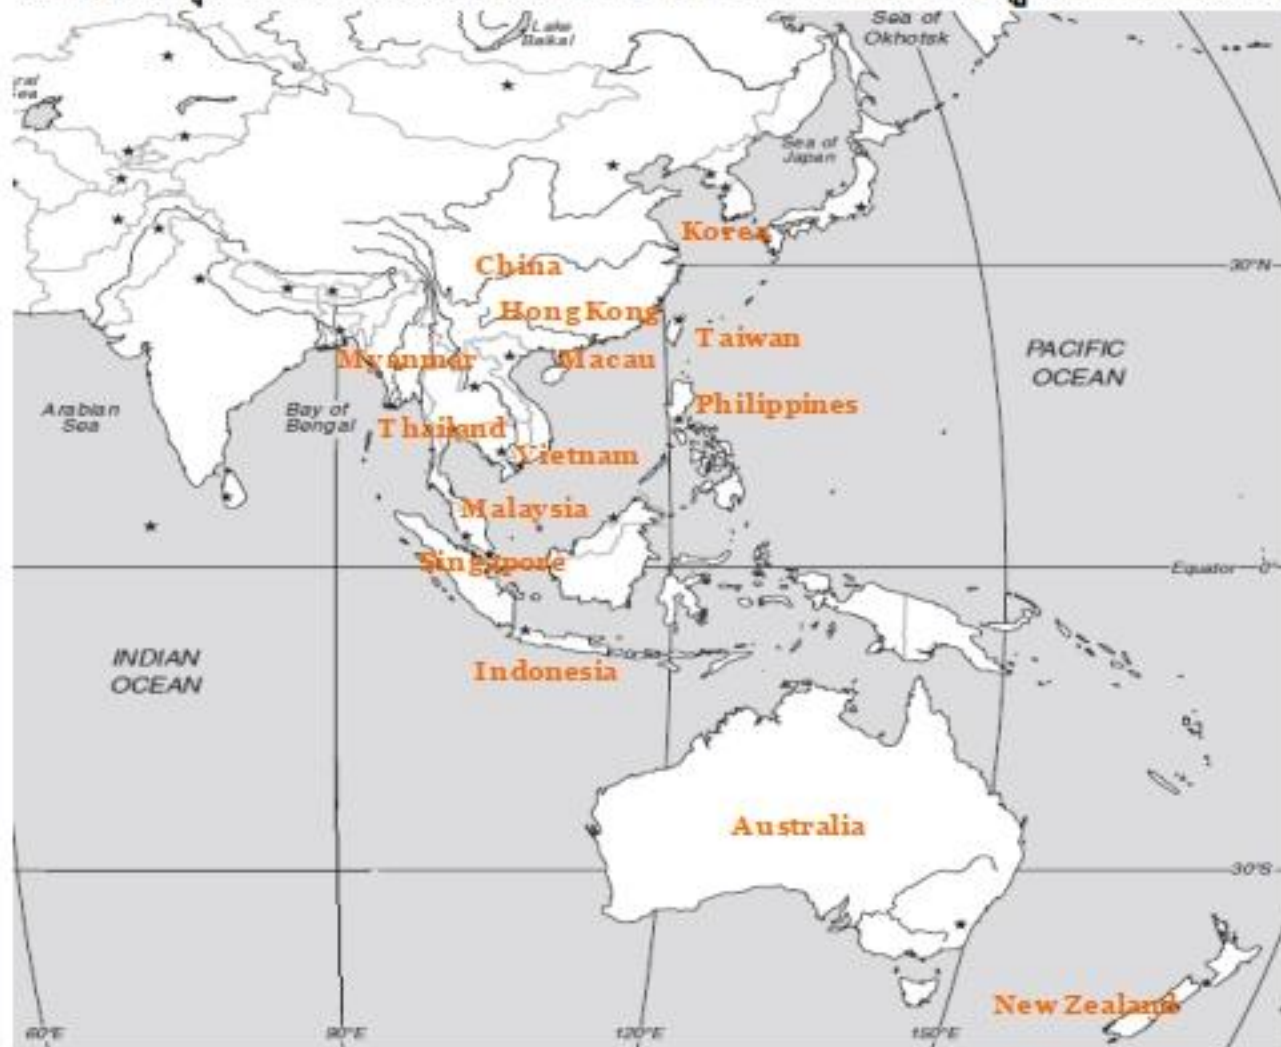 Lake
Baikal
Sea of
Okhotsk
Sea of
Japan
Korea
China
30°N
Hong Kong
Taiwan
PACIFIC
OCEAN
Myanmar
Macau
Arabian
Sea
Bay of
Bengal
Philippines
Thailand
Vietnam
Malaysia
Singapore
Equator 0°
INDIAN
OCEAN
Indonesia
Australia
30°S
New Zealand
60°E
90°E
120°E
150°E